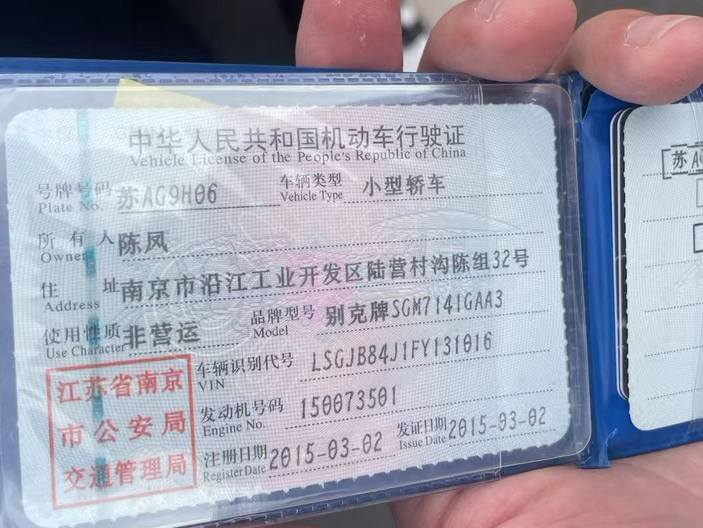 中华人民共和国机动车行驶证
Vehicle License of the People's Republic of China
号牌号码 苏AG9H06 车辆类型 小型轿车
Plate No. Vehicle Type
所有人 陈凤
Owner
住址 南京市沿江工业开发区陆营村沟陈组32号
Address
使用性质 非营运 品牌型号 别克牌SGM7141GAA3
Use Character Model
车辆识别代号 LSGJB84J1FY131016
VIN
发动机号码 150073501
Engine No.
注册日期 2015-03-02 发证日期 2015-03-02
Register Date Issue Date
江苏省南京
市公安局
交通管理局
苏A